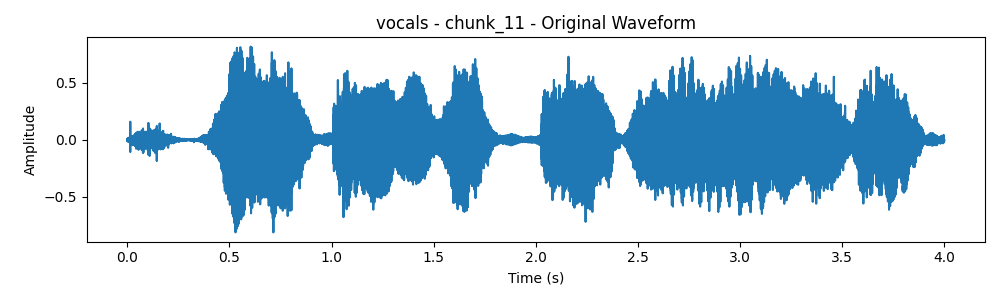 vocals - chunk_11 - Original Waveform
Amplitude
0.5
0.0
−0.5
0.0 0.5 1.0 1.5 2.0 2.5 3.0 3.5 4.0
Time (s)